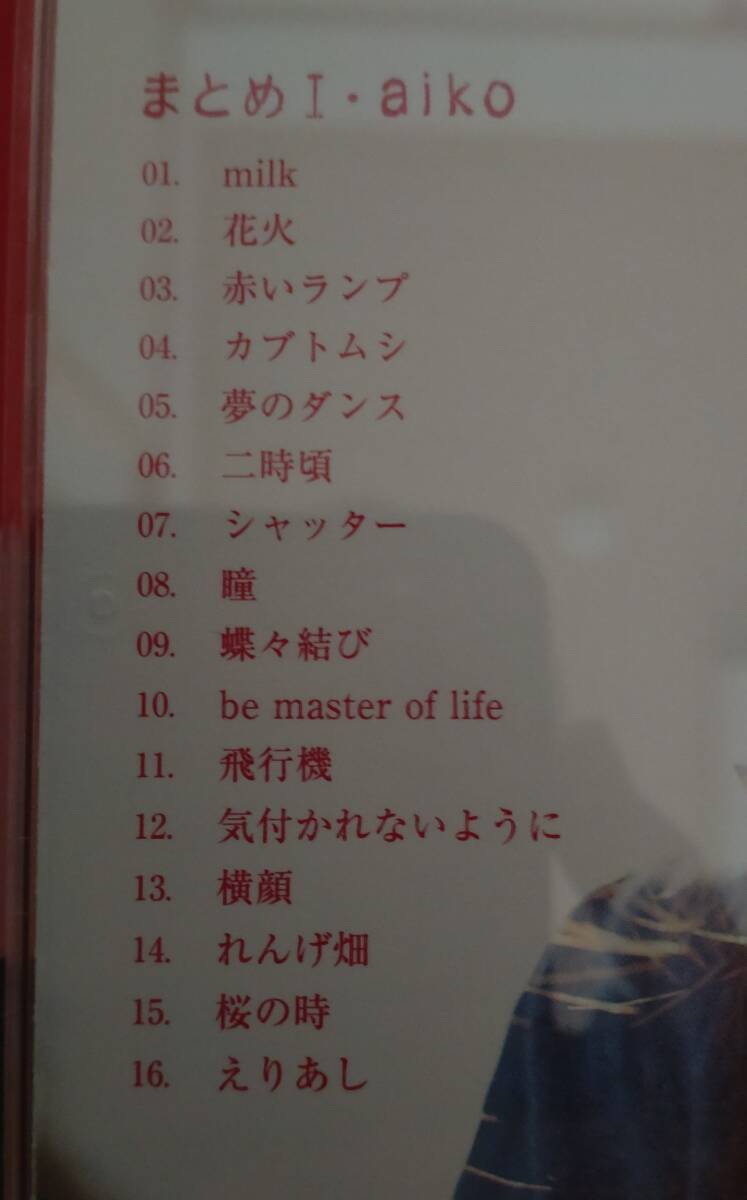 まとめI・aiko
01. milk
02. 花火
03. 赤いランプ
04. カブトムシ
05. 夢のダンス
06. 二時頃
07. シャッター
08. 瞳
09. 蝶々結び
10. be master of life
11. 飛行機
12. 気付かれないように
13. 横顔
14. れんげ畑
15. 桜の時
16. えりあし